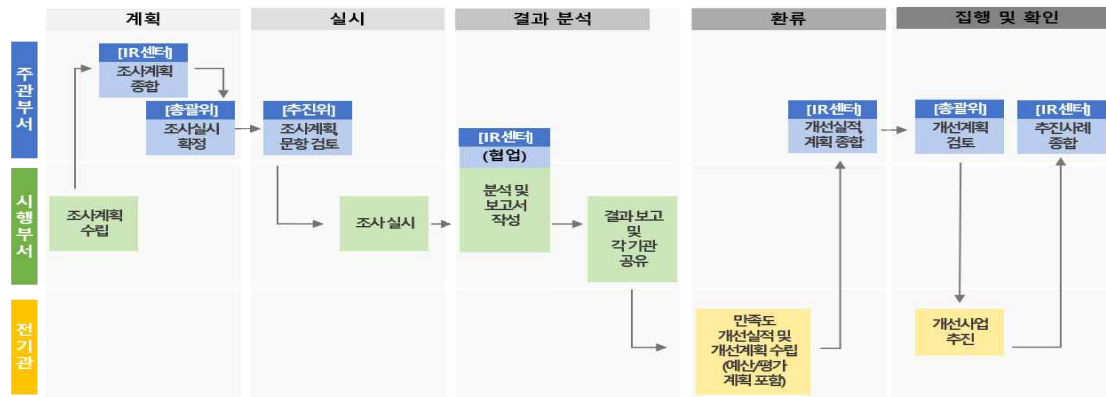 계획
실시
결과 분석
환류
집행 및 확인
주관부서
[IR센터]
조사계획
종합
[총괄위]
조사실시
확정
[추진위]
조사계획,
문항 검토
[IR센터]
(협업)
[IR센터]
개선실적,
계획 종합
[총괄위]
개선계획
검토
[IR센터]
추진사례
종합
시행부서
조사계획
수립
조사 실시
분석 및
보고서
작성
결과 보고
및
각 기관
공유
전기관
만족도
개선실적 및
개선계획 수립
(예산/평가
계획 포함)
개선사업
추진